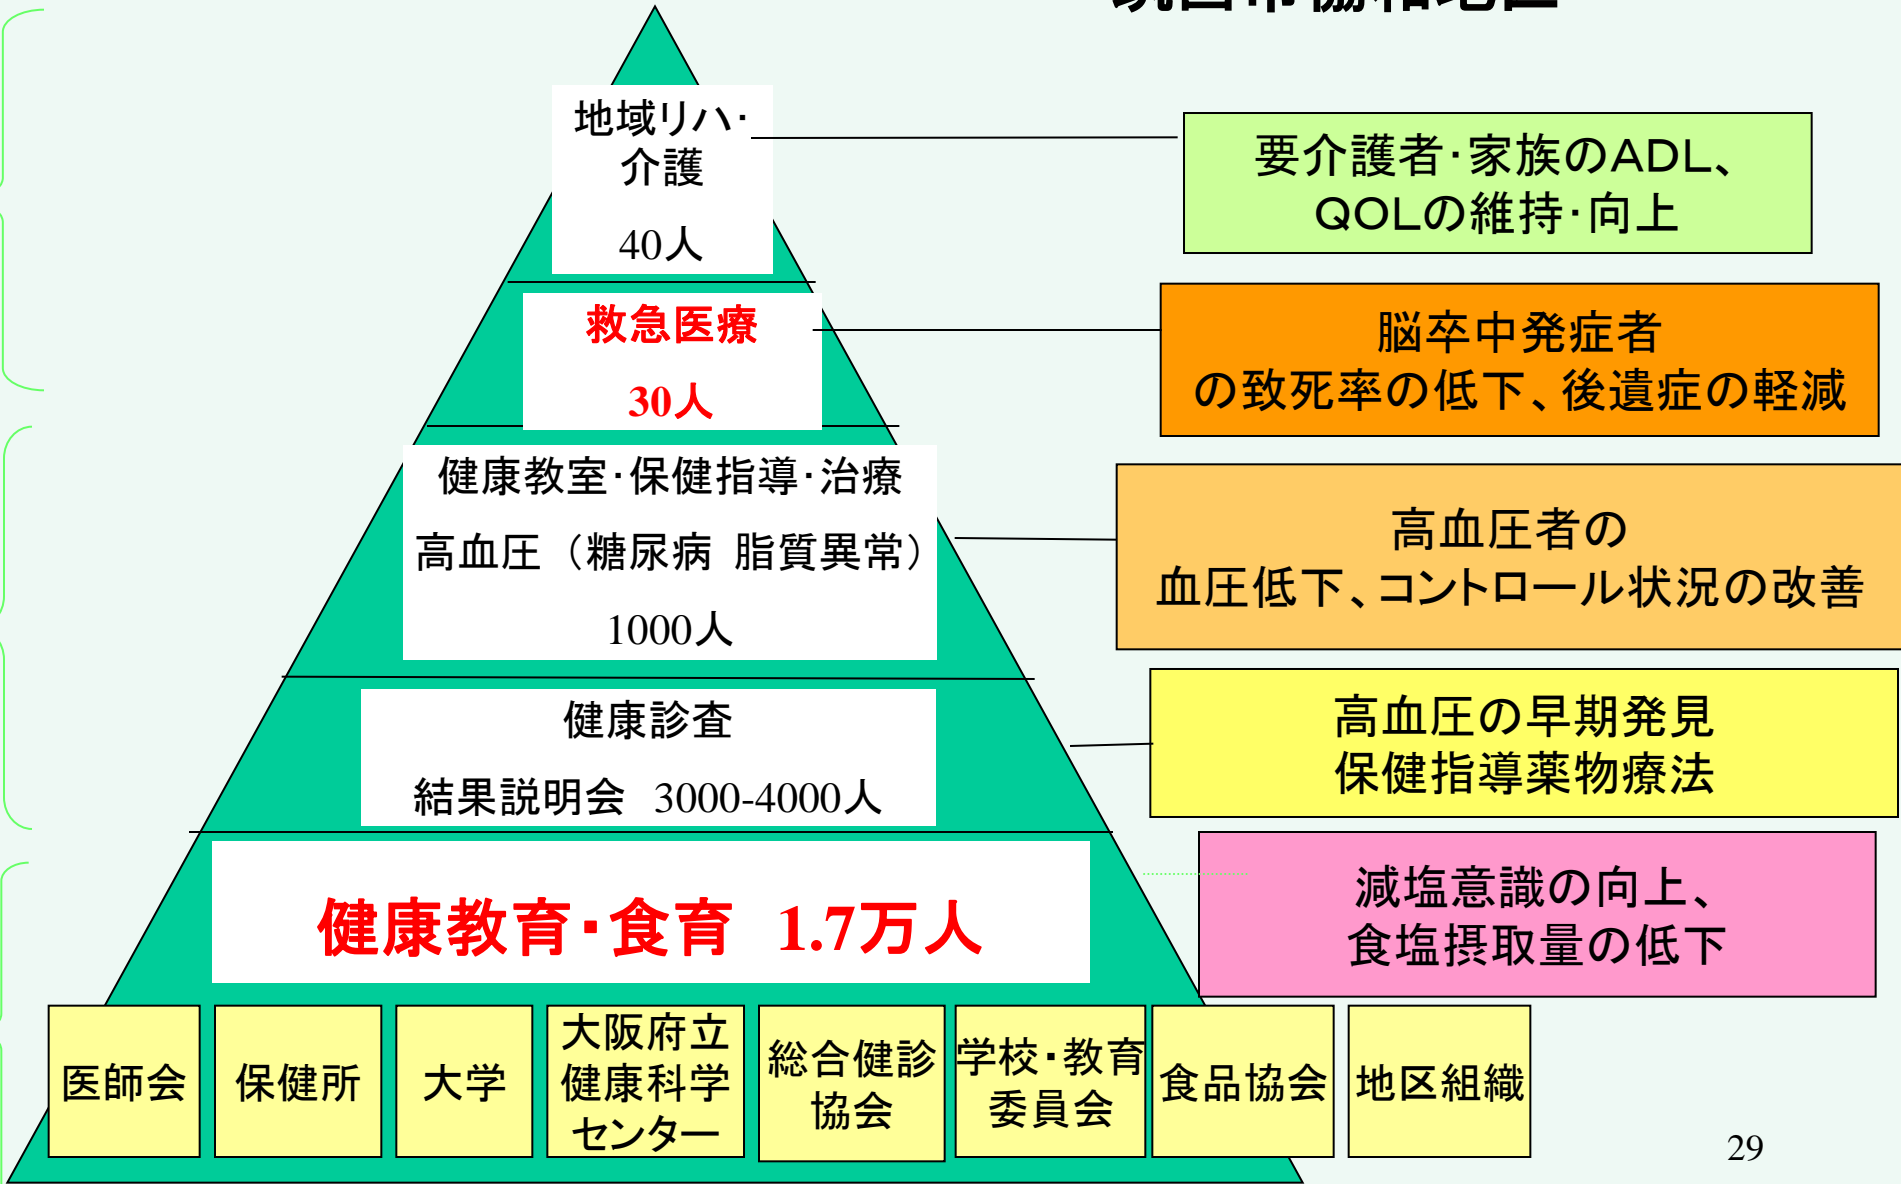 筑西市協和地区
地域リハ・
介護
40人
要介護者・家族のADL、
QOLの維持・向上
救急医療
30人
脳卒中発症者
の致死率の低下、後遺症の軽減
健康教室・保健指導・治療
高血圧（糖尿病 脂質異常）
1000人
高血圧者の
血圧低下、コントロール状況の改善
健康診査
結果説明会 3000-4000人
高血圧の早期発見
保健指導薬物療法
健康教育・食育 1.7万人
減塩意識の向上、
食塩摂取量の低下
医師会
保健所
大学
大阪府立
健康科学
センター
総合健診
協会
学校・教育
委員会
食品協会
地区組織
29